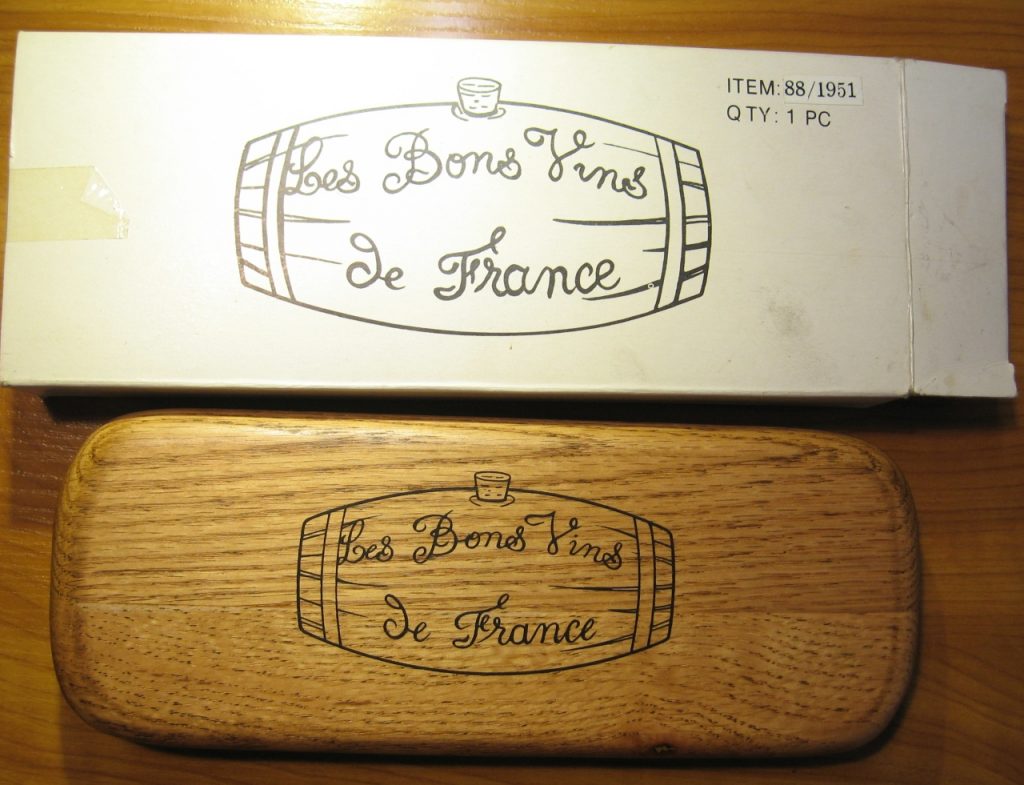 ITEM: 88/1951
QTY: 1 PC
Les Bons Vins
de France
Les Bons Vins
de France